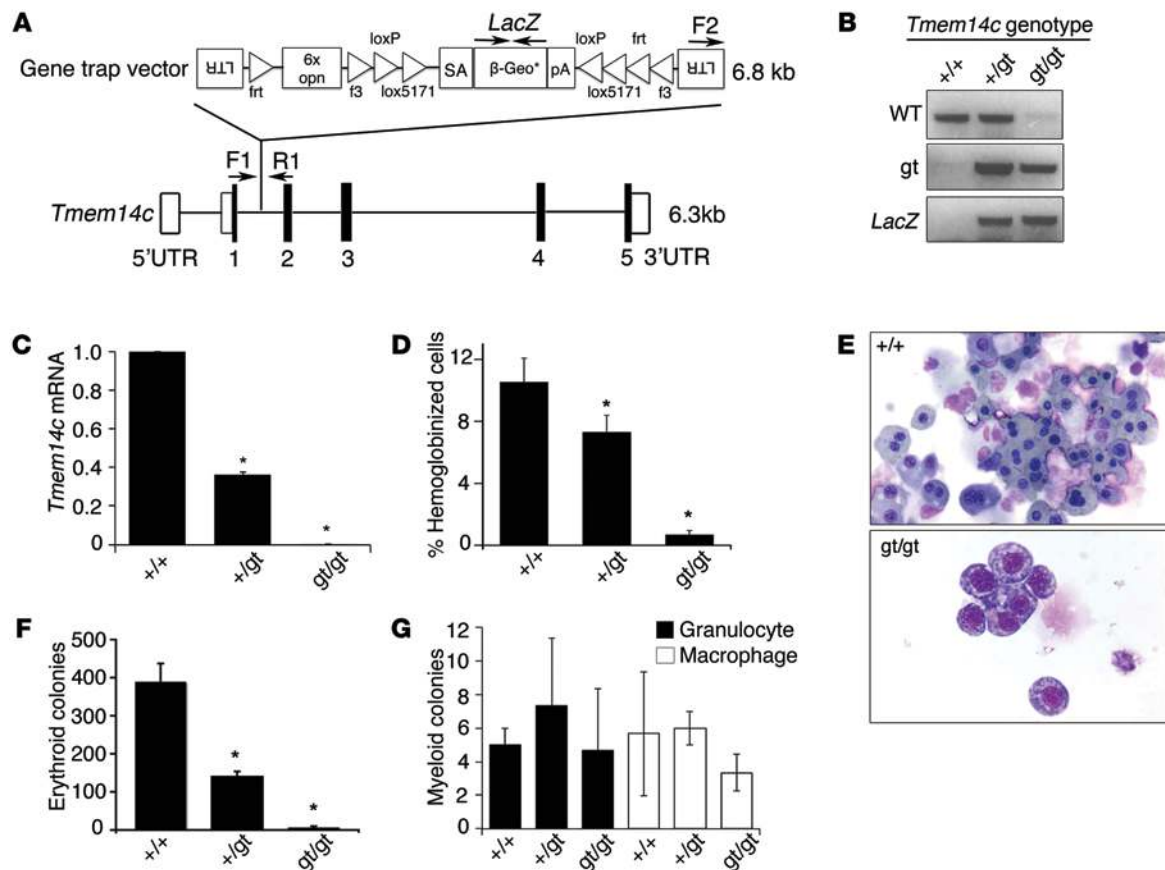 A
LacZ
F2
loxP
loxP
frt
Gene trap vector
LTR
6x
opn
SA
β-Geo*
pA
LTR
6.8 kb
frt
f3
lox5171
lox5171
f3
F1
R1
Tmem14c
6.3kb
5'UTR
1
2
3
4
5
3'UTR
B
Tmem14c genotype
+/+
+/gt
gt/gt
WT
gt
LacZ
C
Tmem14c mRNA
1.0
0.8
0.6
0.4
0.2
0
*
*
+/+
+/gt
gt/gt
D
% Hemoglobinized cells
12
8
4
0
*
*
+/+
+/gt
gt/gt
E
+/+
gt/gt
F
Erythroid colonies
500
400
300
200
100
0
*
*
+/+
+/gt
gt/gt
G
Myeloid colonies
12
10
8
6
4
2
0
Granulocyte
Macrophage
+/+
+/gt
gt/gt
+/+
+/gt
gt/gt